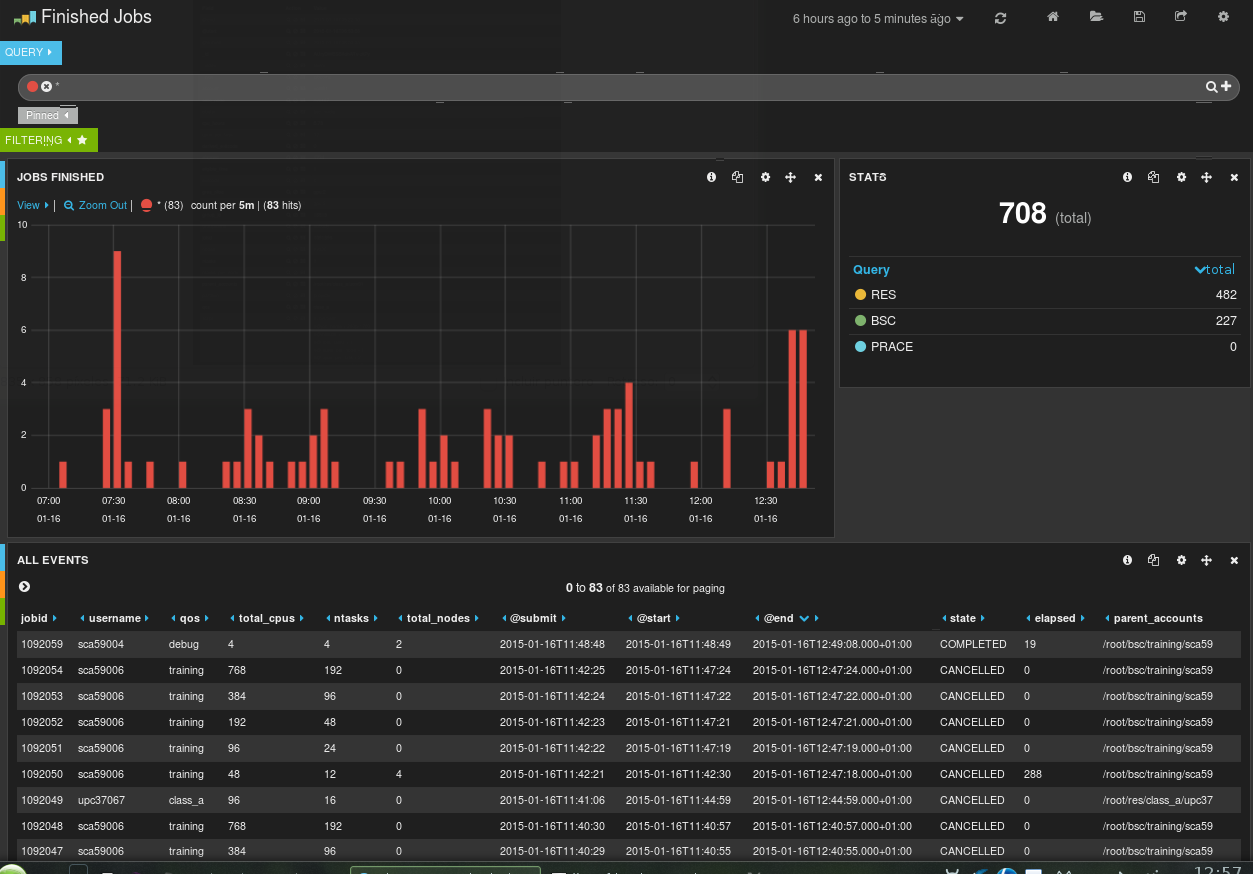 Finished Jobs
6 hours ago to 5 minutes ago
QUERY
*
Pinned
FILTERING
JOBS FINISHED
View | Zoom Out | * (83) count per 5m | (83 hits)
10
8
6
4
2
0
07:00 07:30 08:00 08:30 09:00 09:30 10:00 10:30 11:00 11:30 12:00 12:30
01-16 01-16 01-16 01-16 01-16 01-16 01-16 01-16 01-16 01-16 01-16 01-16
STATS
708 (total)
Query total
RES 482
BSC 227
PRACE 0
ALL EVENTS
0 to 83 of 83 available for paging
jobid username qos total_cpus ntasks total_nodes @submit @start @end state elapsed parent_accounts
1092059 sca59004 debug 4 4 2 2015-01-16T11:48:48 2015-01-16T11:48:49 2015-01-16T12:49:08.000+01:00 COMPLETED 19 /root/bsc/training/sca59
1092054 sca59006 training 768 192 0 2015-01-16T11:42:25 2015-01-16T11:47:24 2015-01-16T12:47:24.000+01:00 CANCELLED 0 /root/bsc/training/sca59
1092053 sca59006 training 384 96 0 2015-01-16T11:42:24 2015-01-16T11:47:22 2015-01-16T12:47:22.000+01:00 CANCELLED 0 /root/bsc/training/sca59
1092052 sca59006 training 192 48 0 2015-01-16T11:42:23 2015-01-16T11:47:21 2015-01-16T12:47:21.000+01:00 CANCELLED 0 /root/bsc/training/sca59
1092051 sca59006 training 96 24 0 2015-01-16T11:42:22 2015-01-16T11:47:19 2015-01-16T12:47:19.000+01:00 CANCELLED 0 /root/bsc/training/sca59
1092050 sca59006 training 48 12 4 2015-01-16T11:42:21 2015-01-16T11:42:30 2015-01-16T12:47:18.000+01:00 CANCELLED 288 /root/bsc/training/sca59
1092049 upc37067 class_a 96 16 0 2015-01-16T11:41:06 2015-01-16T11:44:59 2015-01-16T12:44:59.000+01:00 CANCELLED 0 /root/res/class_a/upc37
1092048 sca59006 training 768 192 0 2015-01-16T11:40:30 2015-01-16T11:40:57 2015-01-16T12:40:57.000+01:00 CANCELLED 0 /root/bsc/training/sca59
1092047 sca59006 training 384 96 0 2015-01-16T11:40:29 2015-01-16T11:40:55 2015-01-16T12:40:55.000+01:00 CANCELLED 0 /root/bsc/training/sca59
12:57